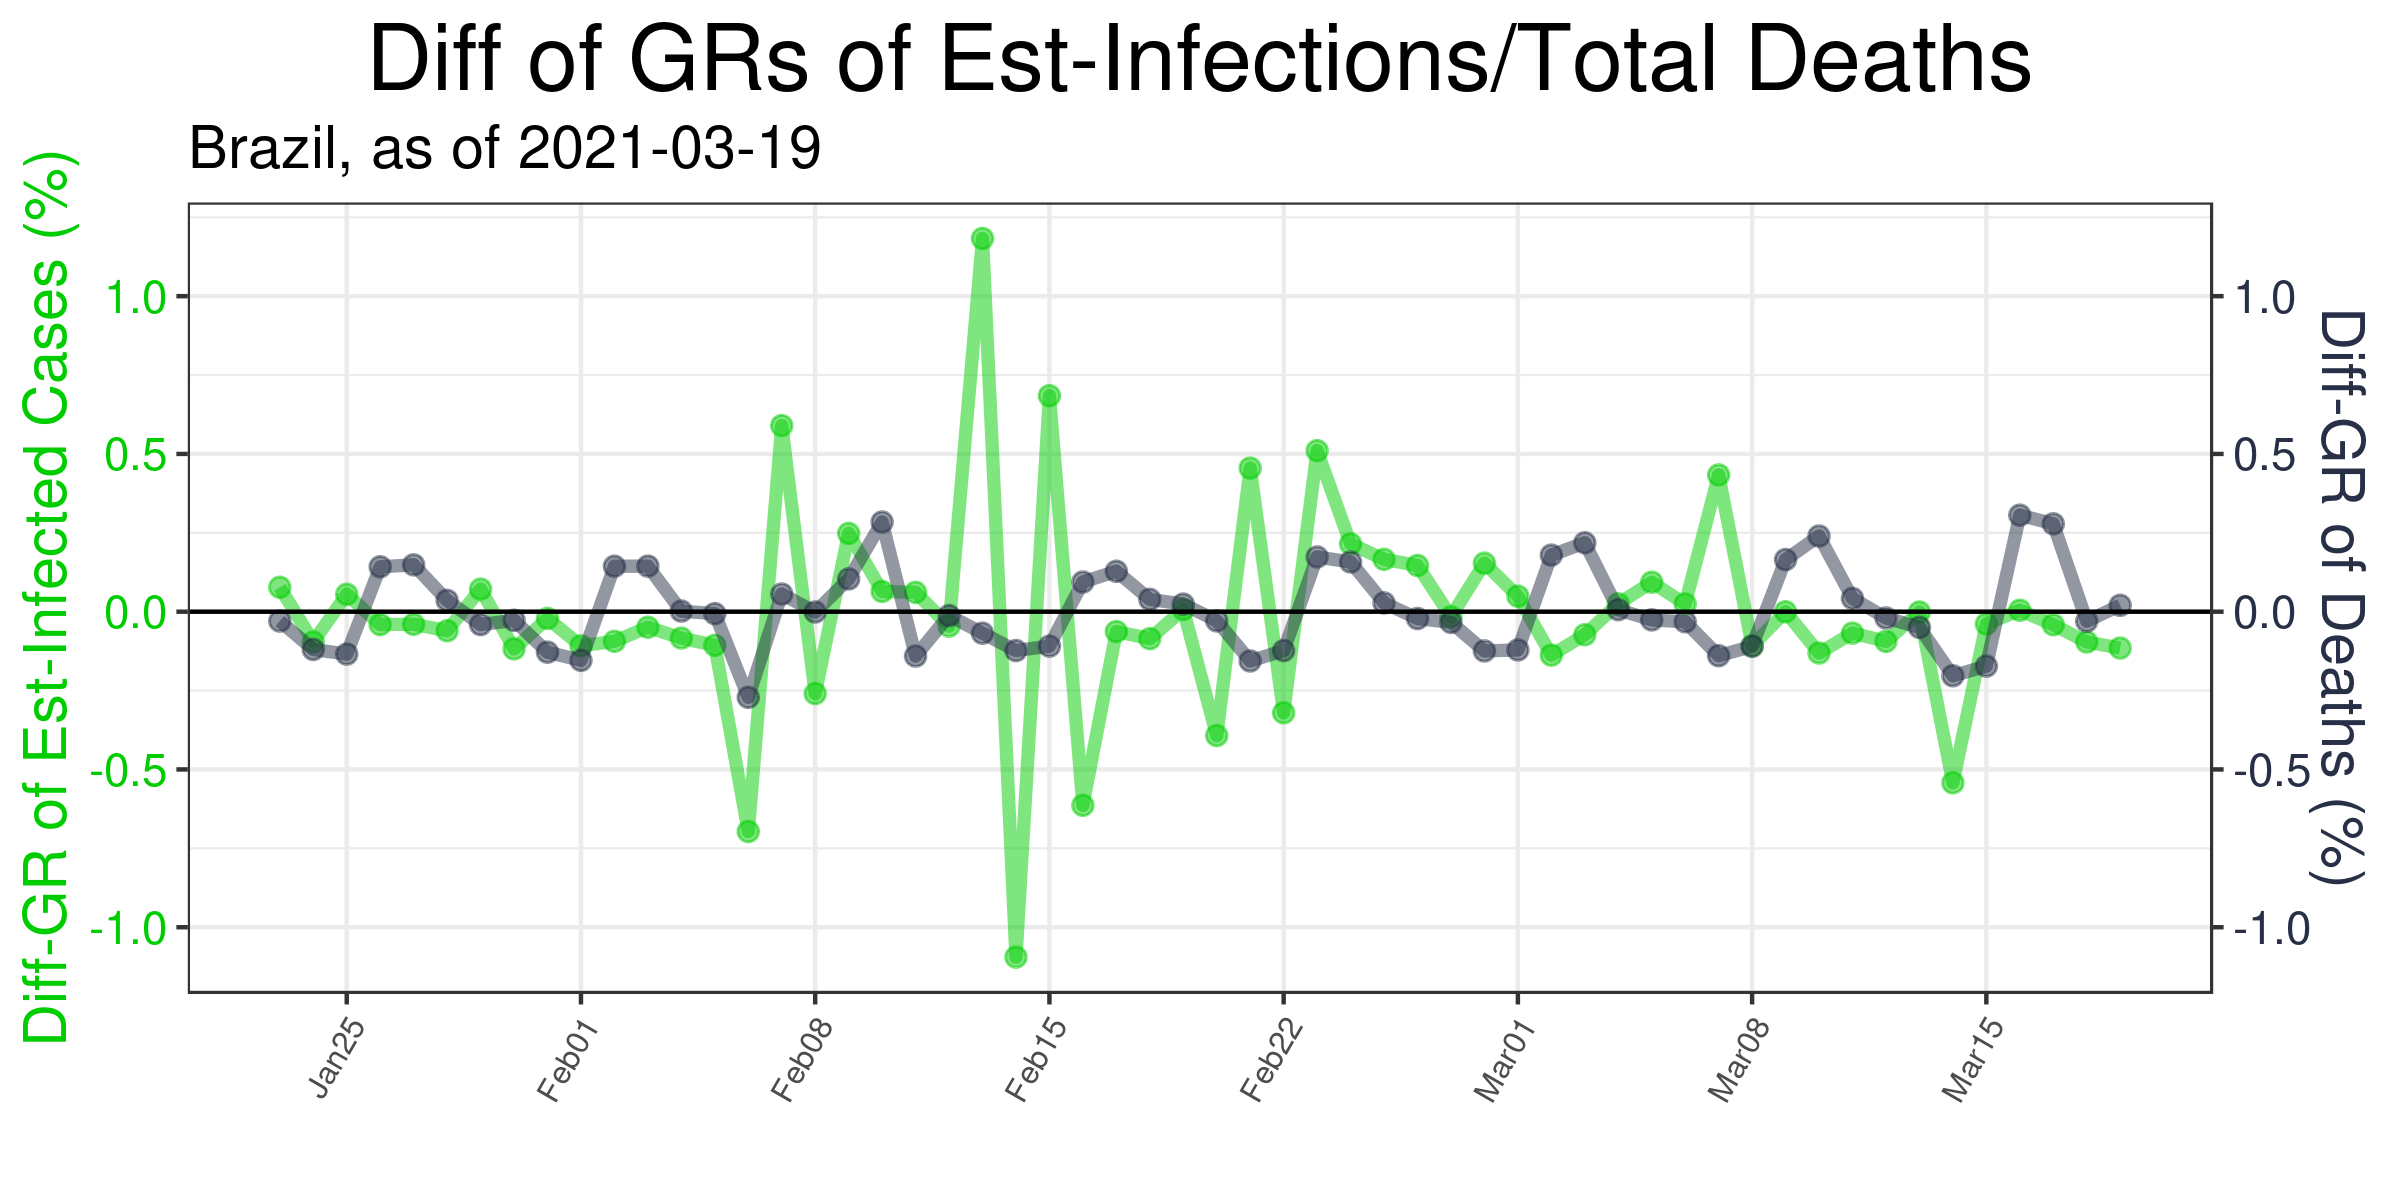 Diff of GRs of Est-Infections/Total Deaths
Brazil, as of 2021-03-19
Diff-GR of Est-Infected Cases (%)
1.0
0.5
0.0
-0.5
-1.0
1.0
0.5
0.0
-0.5
-1.0
Diff-GR of Deaths (%)
Jan25
Feb01
Feb08
Feb15
Feb22
Mar01
Mar08
Mar15